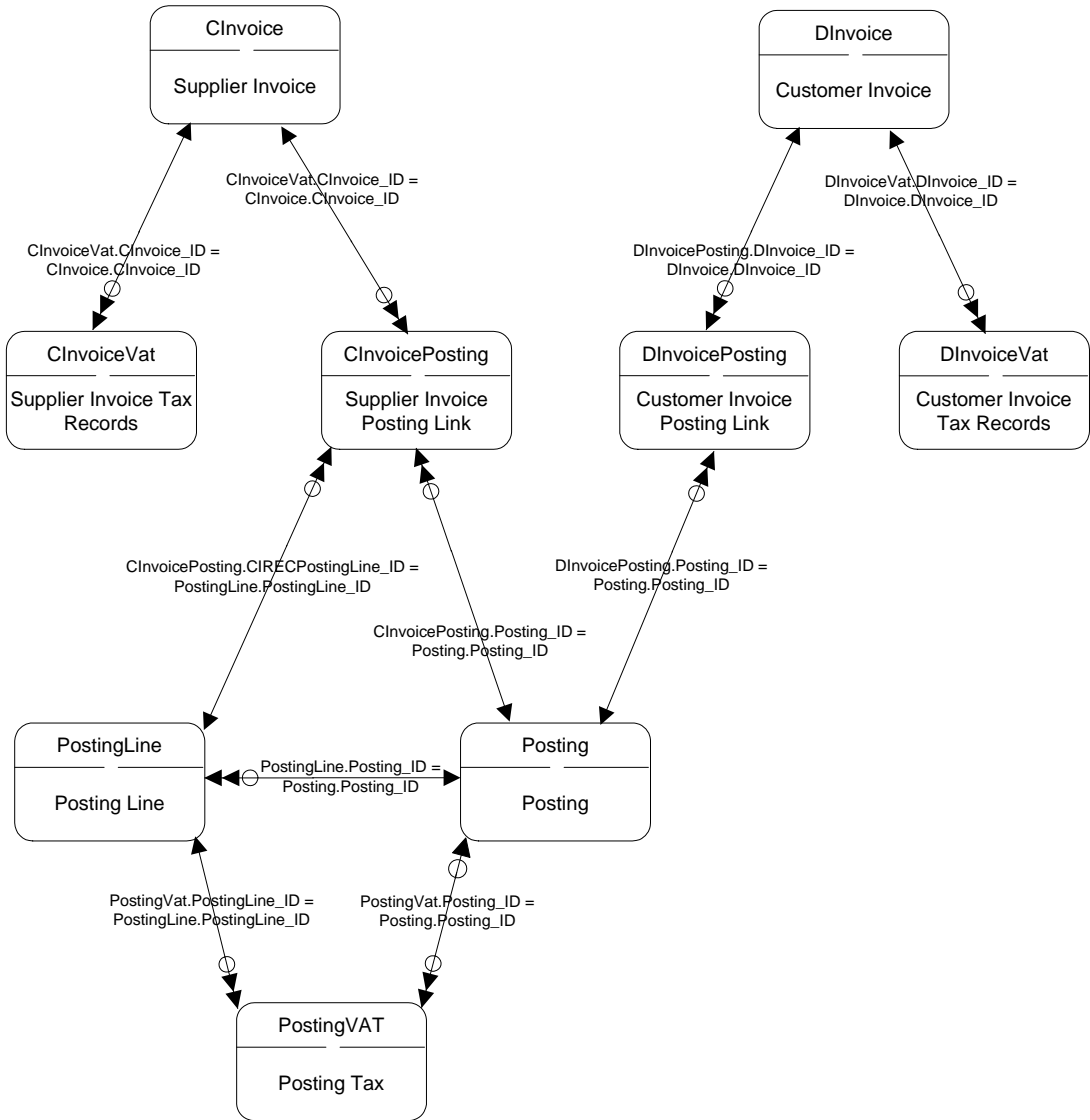 CInvoice
Supplier Invoice
DInvoice
Customer Invoice
CInvoiceVat.CInvoice_ID =
CInvoice.CInvoice_ID
DInvoiceVat.DInvoice_ID =
DInvoice.DInvoice_ID
CInvoiceVat.CInvoice_ID =
CInvoice.CInvoice_ID
DInvoicePosting.DInvoice_ID =
DInvoice.DInvoice_ID
CInvoiceVat
Supplier Invoice Tax
Records
CInvoicePosting
Supplier Invoice
Posting Link
DInvoicePosting
Customer Invoice
Posting Link
DInvoiceVat
Customer Invoice
Tax Records
CInvoicePosting.CIRECPostingLine_ID =
PostingLine.PostingLine_ID
DInvoicePosting.Posting_ID =
Posting.Posting_ID
CInvoicePosting.Posting_ID =
Posting.Posting_ID
PostingLine
Posting Line
PostingLine.Posting_ID =
Posting.Posting_ID
Posting
Posting
PostingVat.PostingLine_ID =
PostingLine.PostingLine_ID
PostingVat.Posting_ID =
Posting.Posting_ID
PostingVAT
Posting Tax